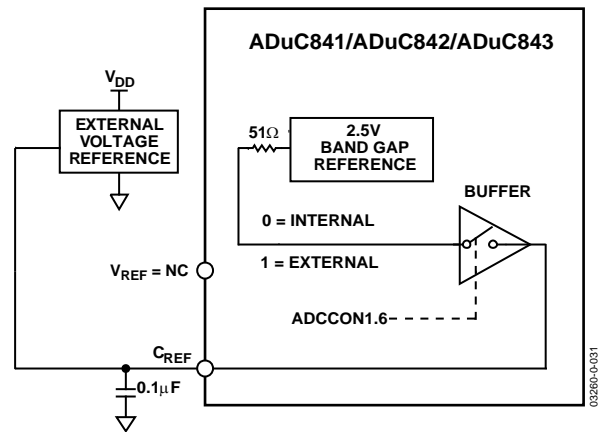 ADuC841/ADuC842/ADuC843
VDD
EXTERNAL
VOLTAGE
REFERENCE
51Ω
2.5V
BAND GAP
REFERENCE
BUFFER
0 = INTERNAL
1 = EXTERNAL
VREF = NC
ADCCON1.6
CREF
0.1μF
03260-0-031